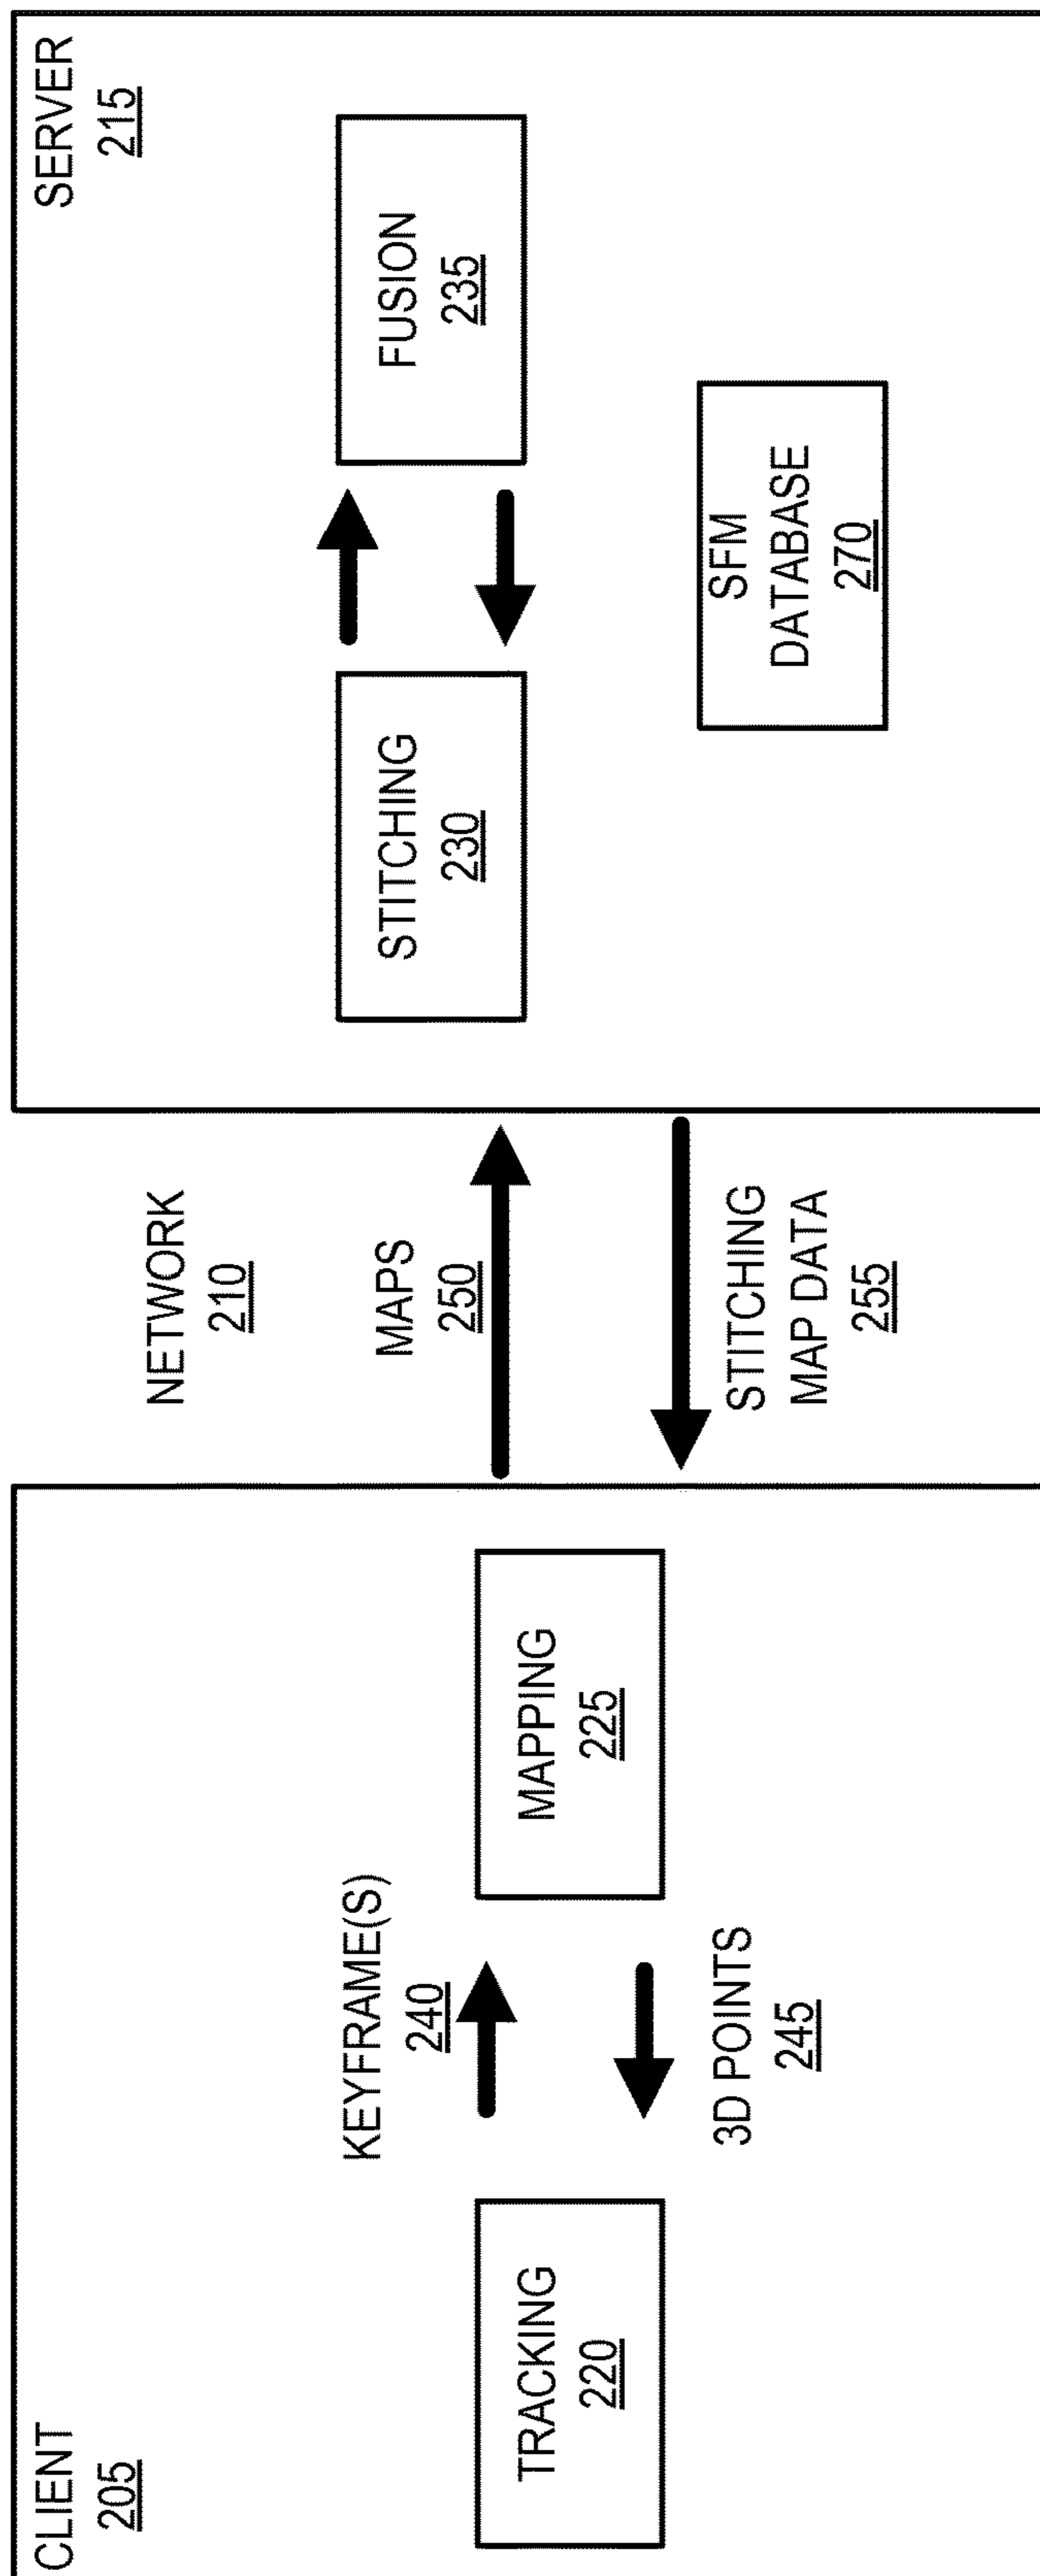 CLIENT
205
TRACKING
220
KEYFRAME(S)
240
3D POINTS
245
MAPPING
225
NETWORK
210
MAPS
250
STITCHING
MAP DATA
255
SERVER
215
STITCHING
230
FUSION
235
SFM
DATABASE
270